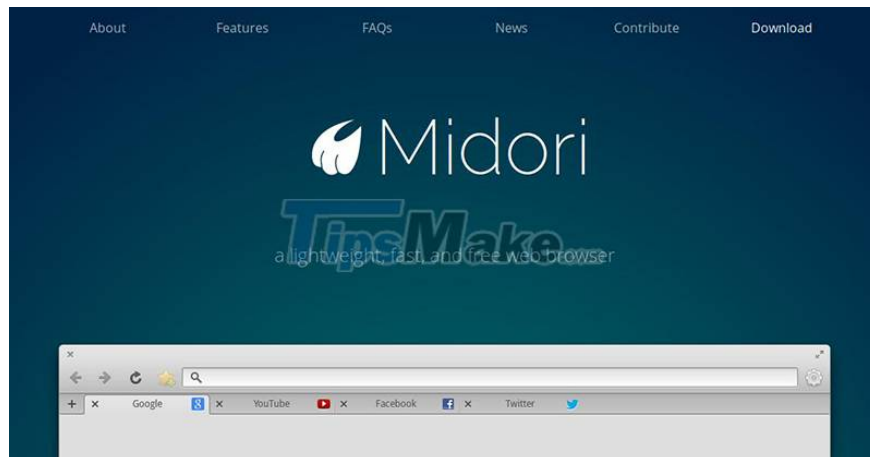 About Features FAQs News Contribute Download
Midori
TipsMake
a lightweight, fast, and free web browser
Google YouTube Facebook Twitter